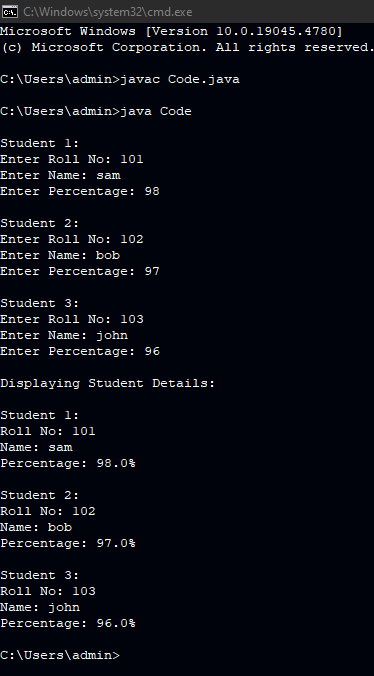 C:\Windows\system32\cmd.exe
Microsoft Windows [Version 10.0.19045.4780]
(c) Microsoft Corporation. All rights reserved.
C:\Users\admin>javac Code.java
C:\Users\admin>java Code
Student 1:
Enter Roll No: 101
Enter Name: sam
Enter Percentage: 98
Student 2:
Enter Roll No: 102
Enter Name: bob
Enter Percentage: 97
Student 3:
Enter Roll No: 103
Enter Name: john
Enter Percentage: 96
Displaying Student Details:
Student 1:
Roll No: 101
Name: sam
Percentage: 98.0%
Student 2:
Roll No: 102
Name: bob
Percentage: 97.0%
Student 3:
Roll No: 103
Name: john
Percentage: 96.0%
C:\Users\admin>